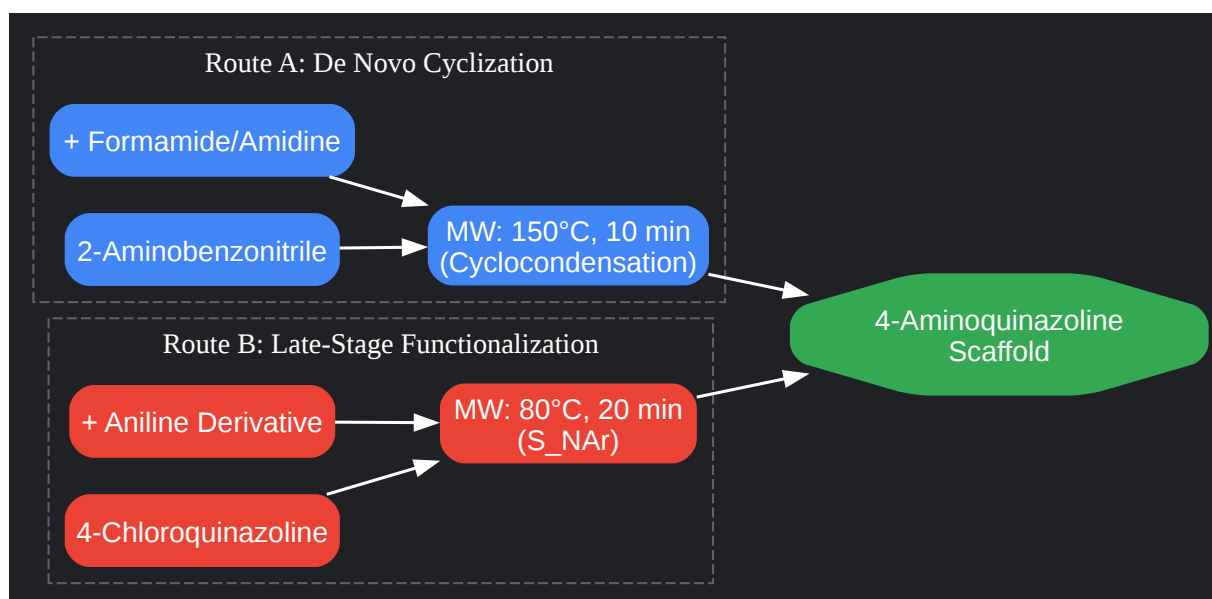 Route A: De Novo Cyclization
+ Formamide/Amidine
2-Aminobenzonitrile
MW: 150°C, 10 min
(Cyclocondensation)
4-Aminoquinazoline
Scaffold
Route B: Late-Stage Functionalization
+ Aniline Derivative
4-Chloroquinazoline
MW: 80°C, 20 min
(S_NAr)